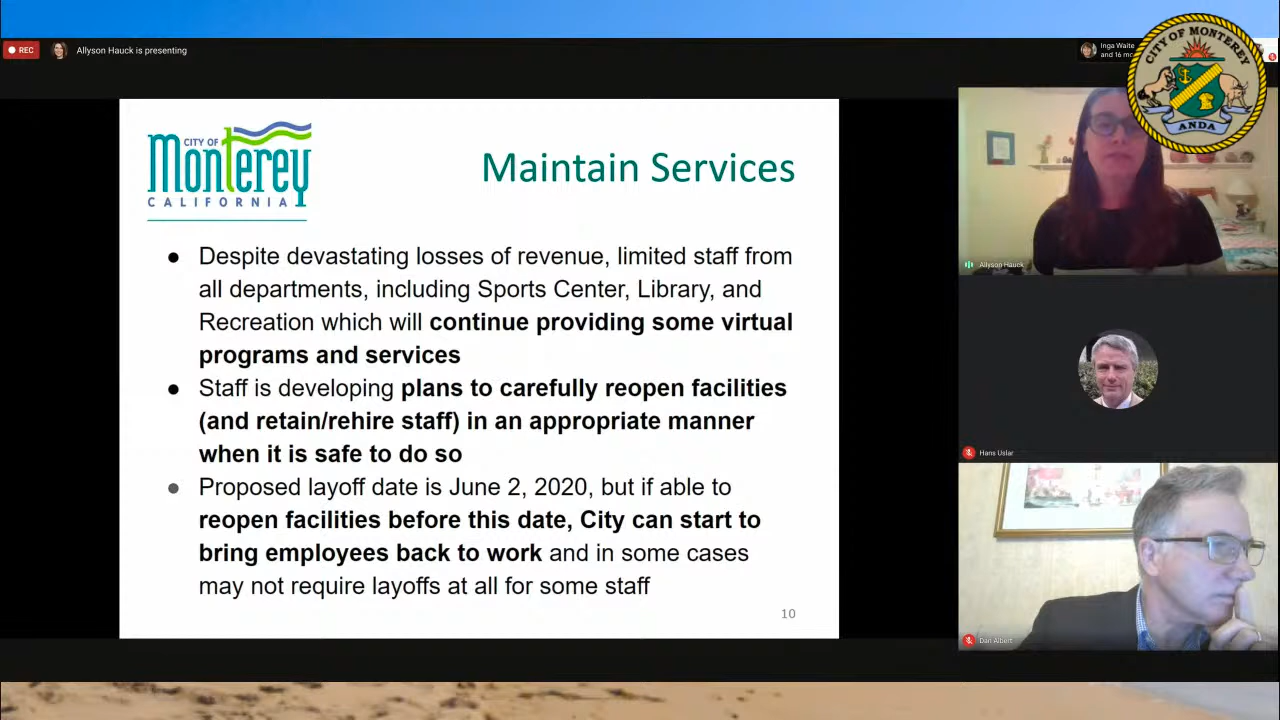 REC
Allyson Hauck is presenting
Inga Waite
and 16 mo
CITY OF MONTEREY
ANDA
CITY OF
Monterey
CALIFORNIA
Maintain Services
● Despite devastating losses of revenue, limited staff from
all departments, including Sports Center, Library, and
Recreation which will continue providing some virtual
programs and services
● Staff is developing plans to carefully reopen facilities
(and retain/rehire staff) in an appropriate manner
when it is safe to do so
● Proposed layoff date is June 2, 2020, but if able to
reopen facilities before this date, City can start to
bring employees back to work and in some cases
may not require layoffs at all for some staff
10
Allyson Hauck
Hans Uslar
Dan Albert